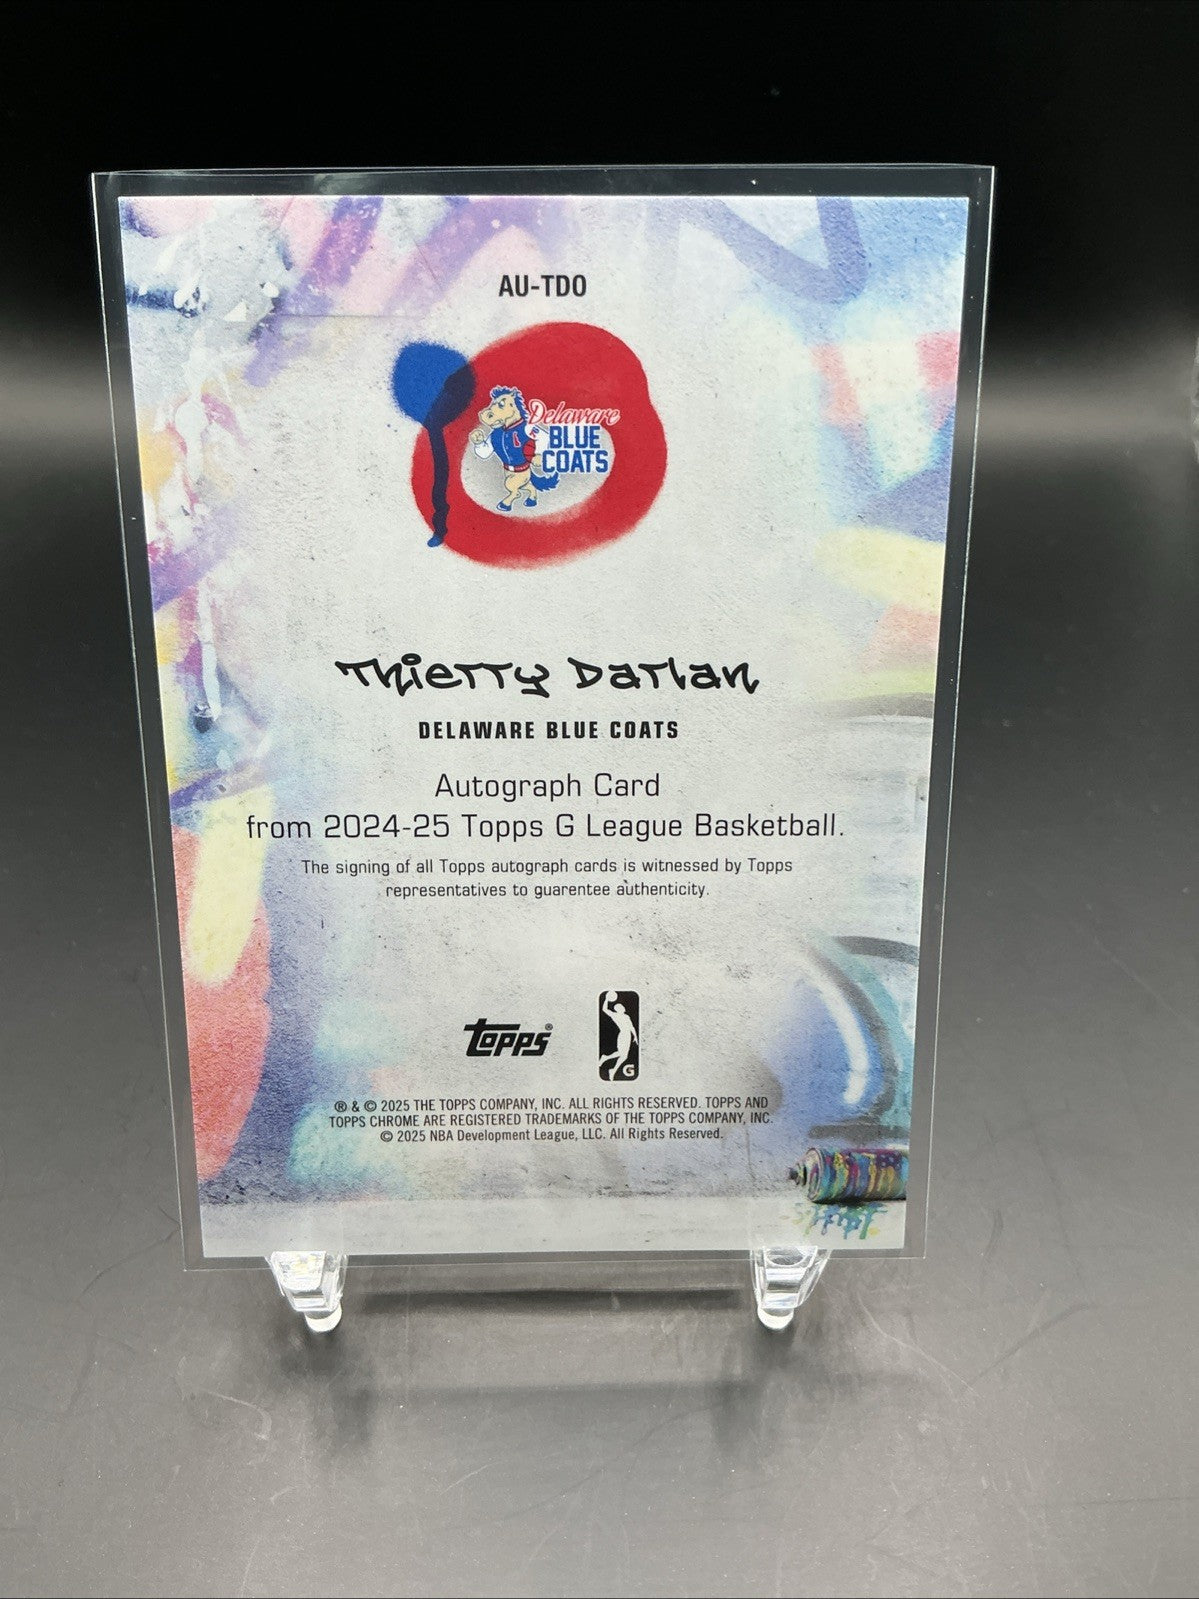 AU-TDO
Delaware
BLUE
COATS
Thierry Darlan
DELAWARE BLUE COATS
Autograph Card
from 2024-25 Topps G League Basketball.
The signing of all Topps autograph cards is witnessed by Topps
representatives to guarentee authenticity.
Topps®
G
® & © 2025 THE TOPPS COMPANY, INC. ALL RIGHTS RESERVED. TOPPS AND
TOPPS CHROME ARE REGISTERED TRADEMARKS OF THE TOPPS COMPANY, INC.
© 2025 NBA Development League, LLC. All Rights Reserved.